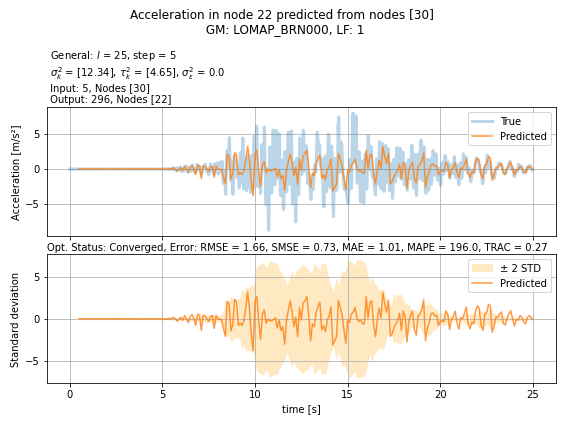 Acceleration in node 22 predicted from nodes [30]
GM: LOMAP_BRN000, LF: 1
General: l = 25, step = 5
σ²ₖ = [12.34], τ²ₖ = [4.65], σ²ε = 0.0
Input: 5, Nodes [30]
Output: 296, Nodes [22]
True
Predicted
Acceleration [m/s²]
5
0
−5
Opt. Status: Converged, Error: RMSE = 1.66, SMSE = 0.73, MAE = 1.01, MAPE = 196.0, TRAC = 0.27
± 2 STD
Predicted
Standard deviation
5
0
−5
0 5 10 15 20 25
time [s]